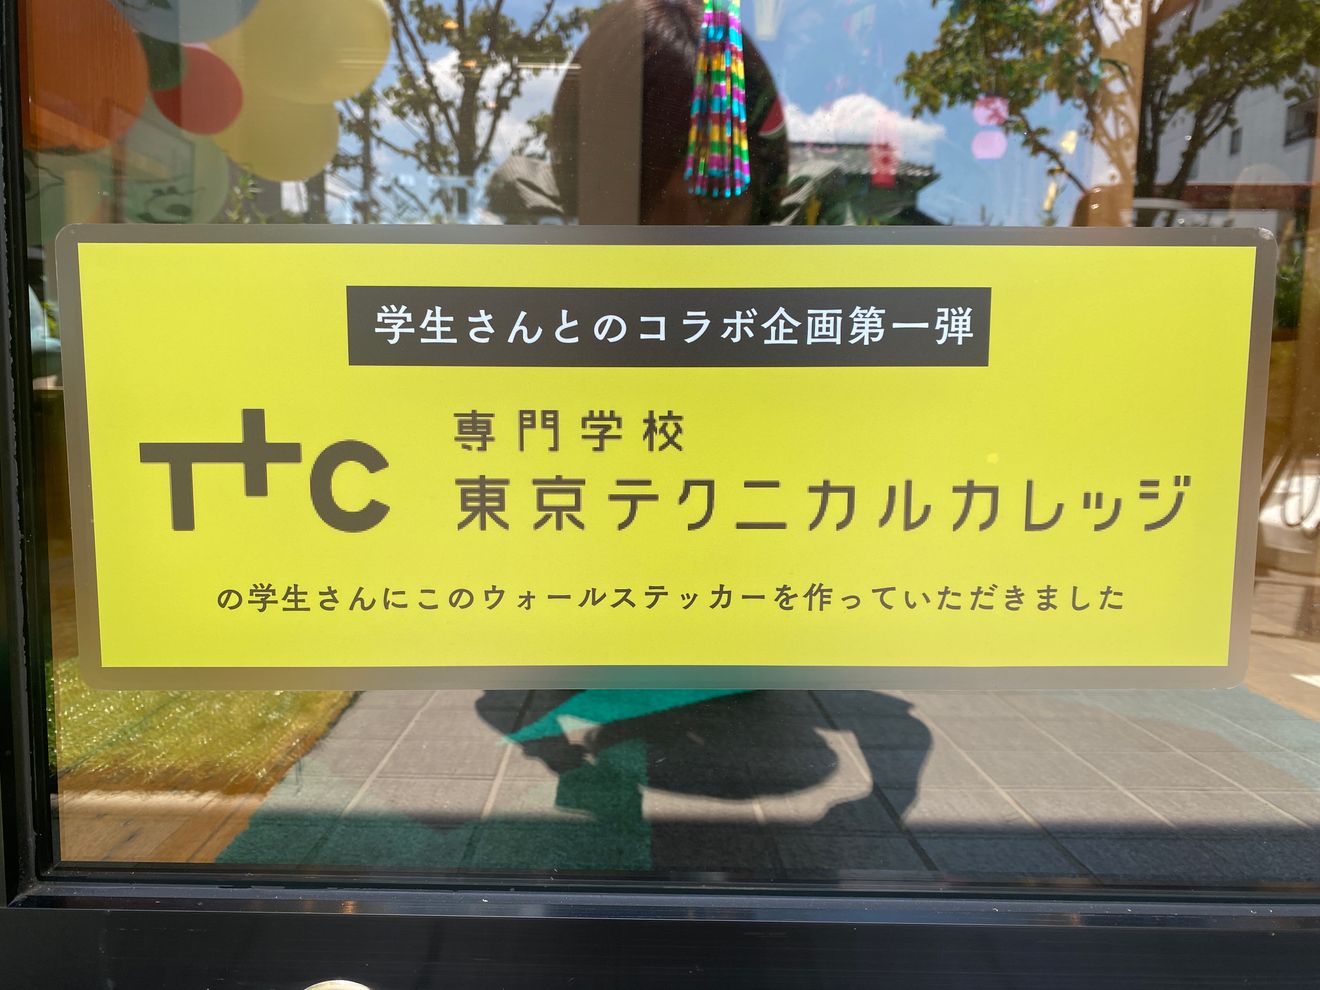 学生さんとのコラボ企画第一弾
TTC
専門学校
東京テクニカルカレッジ
の学生さんにこのウォールステッカーを作っていただきました